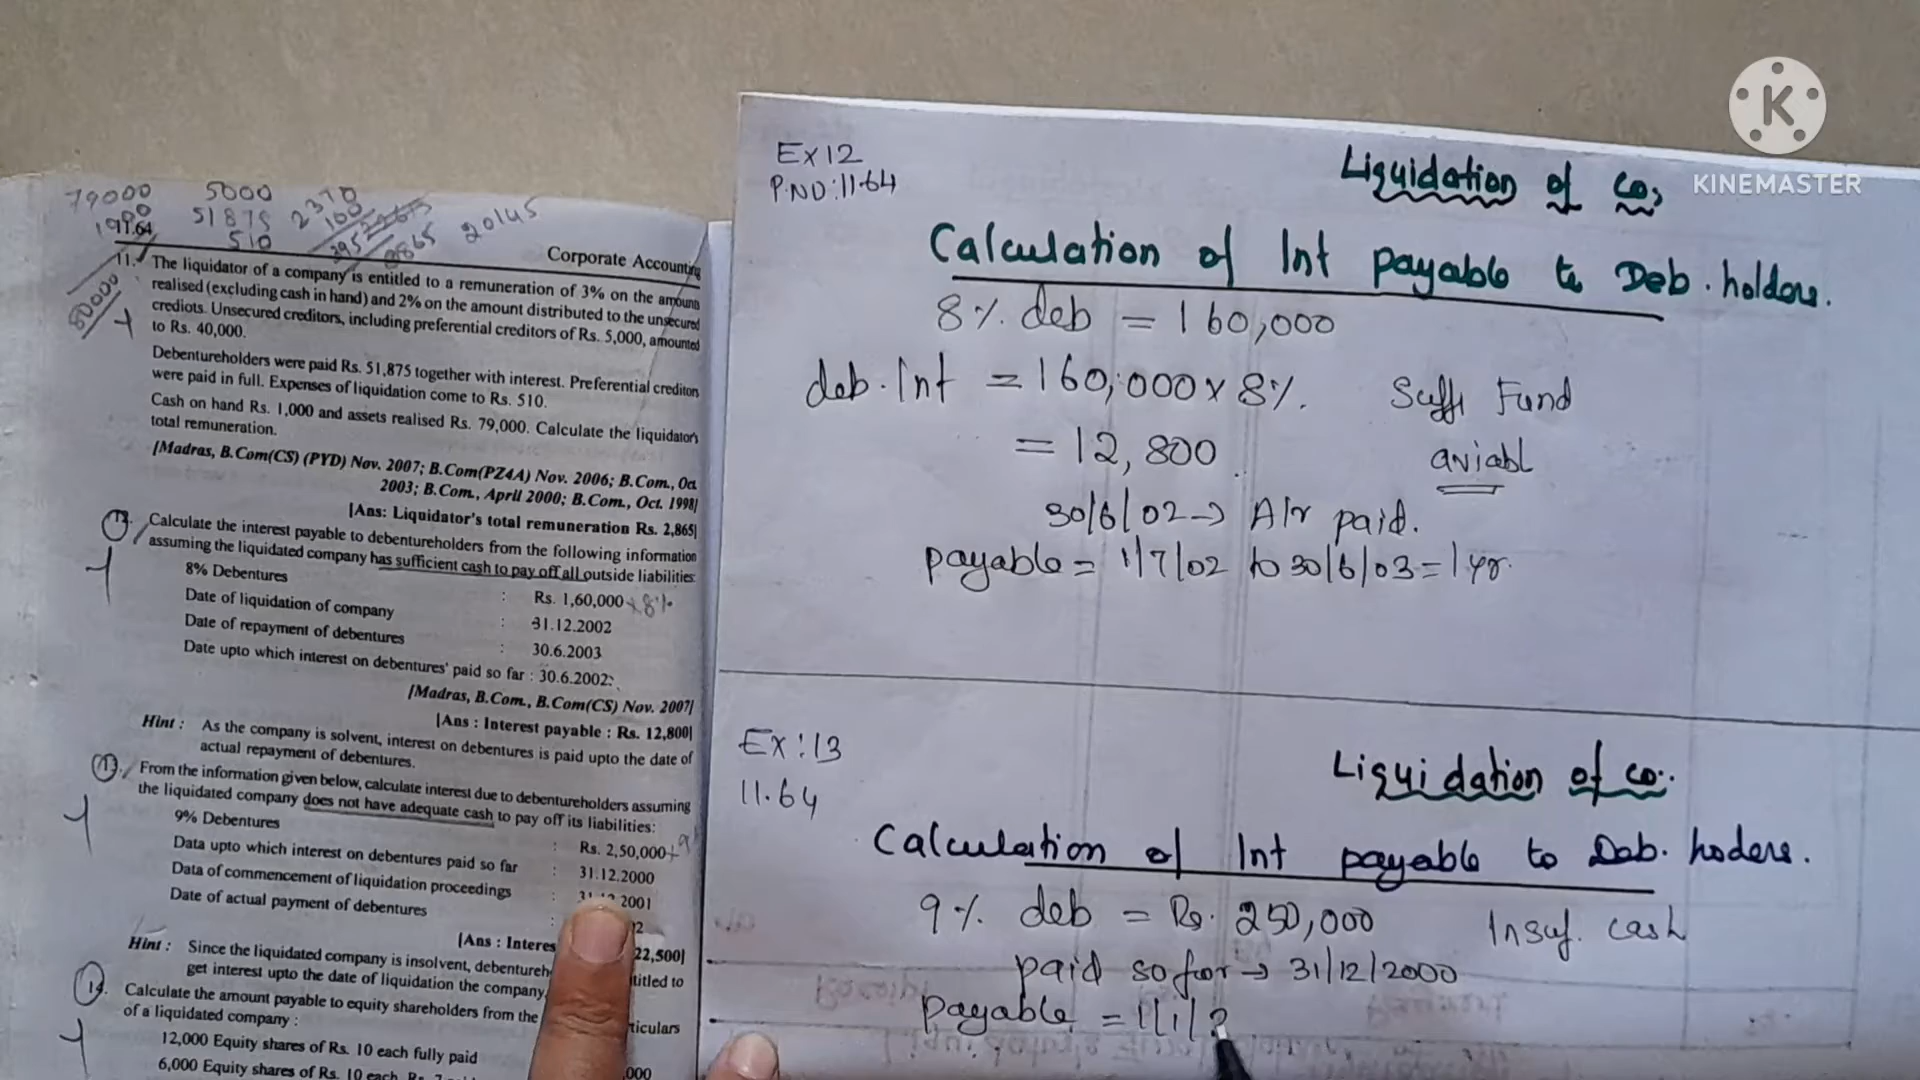 79000 5000 2370
51875 100 20145
11.64 510
80000
Corporate Accounting
11. The liquidator of a company is entitled to a remuneration of 3% on the amounts
realised (excluding cash in hand) and 2% on the amount distributed to the unsecured
crediots. Unsecured creditors, including preferential creditors of Rs. 5,000, amounted
to Rs. 40,000.
Debentureholders were paid Rs. 51,875 together with interest. Preferential creditors
were paid in full. Expenses of liquidation come to Rs. 510.
Cash on hand Rs. 1,000 and assets realised Rs. 79,000. Calculate the liquidator's
total remuneration.
[Madras, B.Com(CS) (PYD) Nov. 2007; B.Com(PZ4A) Nov. 2006; B.Com., Oct.
2003; B.Com., April 2000; B.Com., Oct. 1998]
[Ans: Liquidator's total remuneration Rs. 2,865]
Calculate the interest payable to debentureholders from the following information
assuming the liquidated company has sufficient cash to pay off all outside liabilities:
8% Debentures : Rs. 1,60,000 × 8%
Date of liquidation of company : 31.12.2002
Date of repayment of debentures : 30.6.2003
Date upto which interest on debentures' paid so far : 30.6.2002
[Madras, B.Com., B.Com(CS) Nov. 2007]
[Ans : Interest payable : Rs. 12,800]
Hint : As the company is solvent, interest on debentures is paid upto the date of
actual repayment of debentures.
13. From the information given below, calculate interest due to debentureholders assuming
the liquidated company does not have adequate cash to pay off its liabilities:
9% Debentures : Rs. 2,50,000
Data upto which interest on debentures paid so far : 31.12.2000
Data of commencement of liquidation proceedings : 2001
Date of actual payment of debentures :
[Ans : 22,500]
Hint : Since the liquidated company is insolvent,
get interest upto the date of liquidation the company
14. Calculate the amount payable to equity shareholders from the
of a liquidated company :
12,000 Equity shares of Rs. 10 each fully paid
6,000 Equity shares of Rs. 10 each
Ex 12
P.NO:11.64
Liquidation of co,
Calculation of Int payable to Deb. holders.
8% deb = 160,000
deb. Int = 160,000 x 8% Suffi Fund
= 12,800 aviabl
30/6/02 → A/r paid.
payable = 1/7/02 to 30/6/03 = 1 yr.
Ex:13
11.64
Liquidation of co.
Calculation of Int payable to Deb. hoders.
9% deb = Rs. 250,000 Insuf. cash
paid so far → 31/12/2000
payable = 1/1/2
K
KINEMASTER